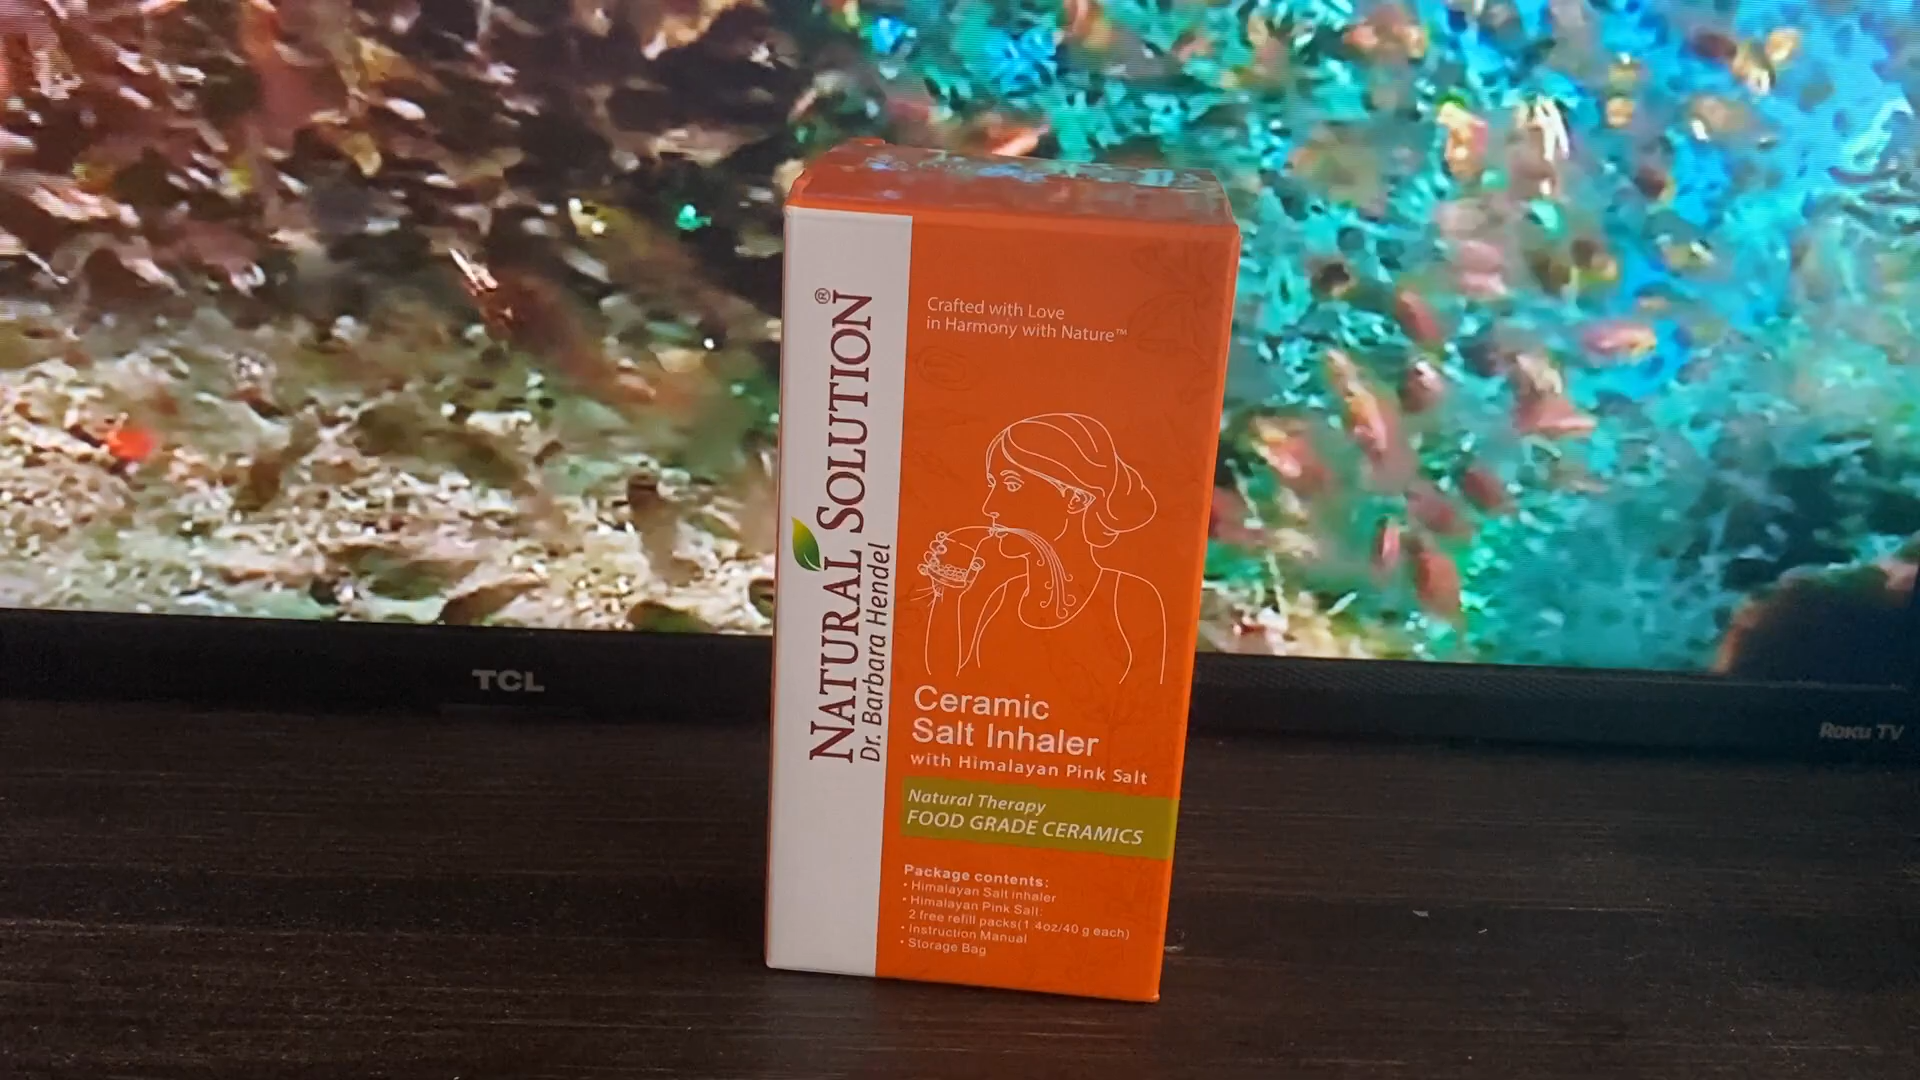 NATURAL SOLUTION®
Dr. Barbara Hendel
Crafted with Love
in Harmony with Nature™
Ceramic
Salt Inhaler
with Himalayan Pink Salt
Natural Therapy
FOOD GRADE CERAMICS
Package contents:
• Himalayan Salt inhaler
• Himalayan Pink Salt:
2 free refill packs(1.4oz/40 g each)
• Instruction Manual
• Storage Bag
TCL
Roku TV